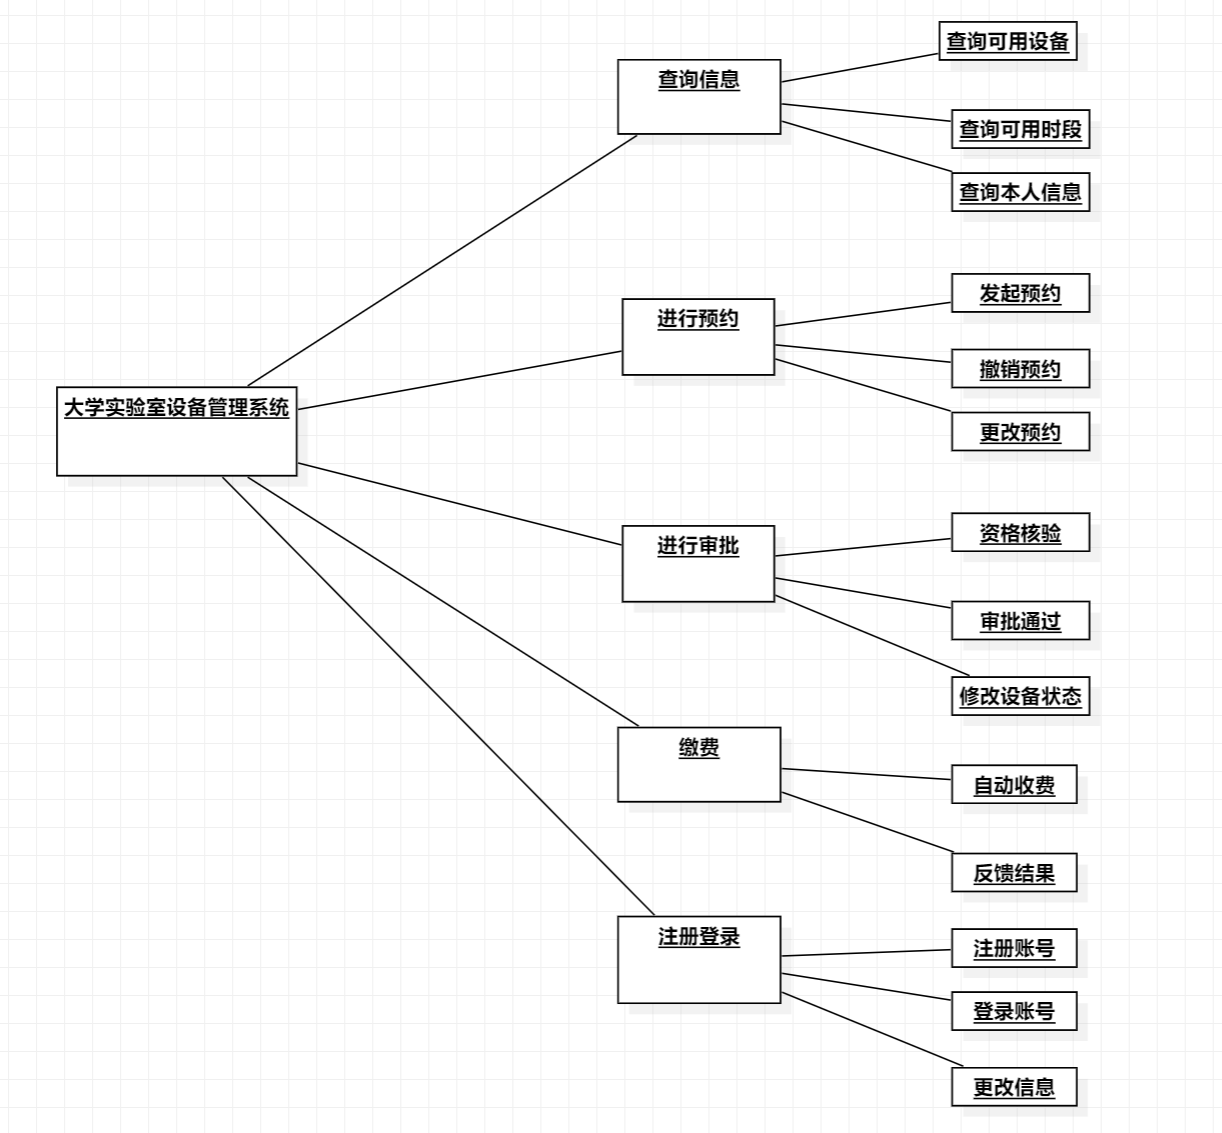 大学实验室设备管理系统
查询信息
查询可用设备
查询可用时段
查询本人信息
进行预约
发起预约
撤销预约
更改预约
进行审批
资格核验
审批通过
修改设备状态
缴费
自动收费
反馈结果
注册登录
注册账号
登录账号
更改信息